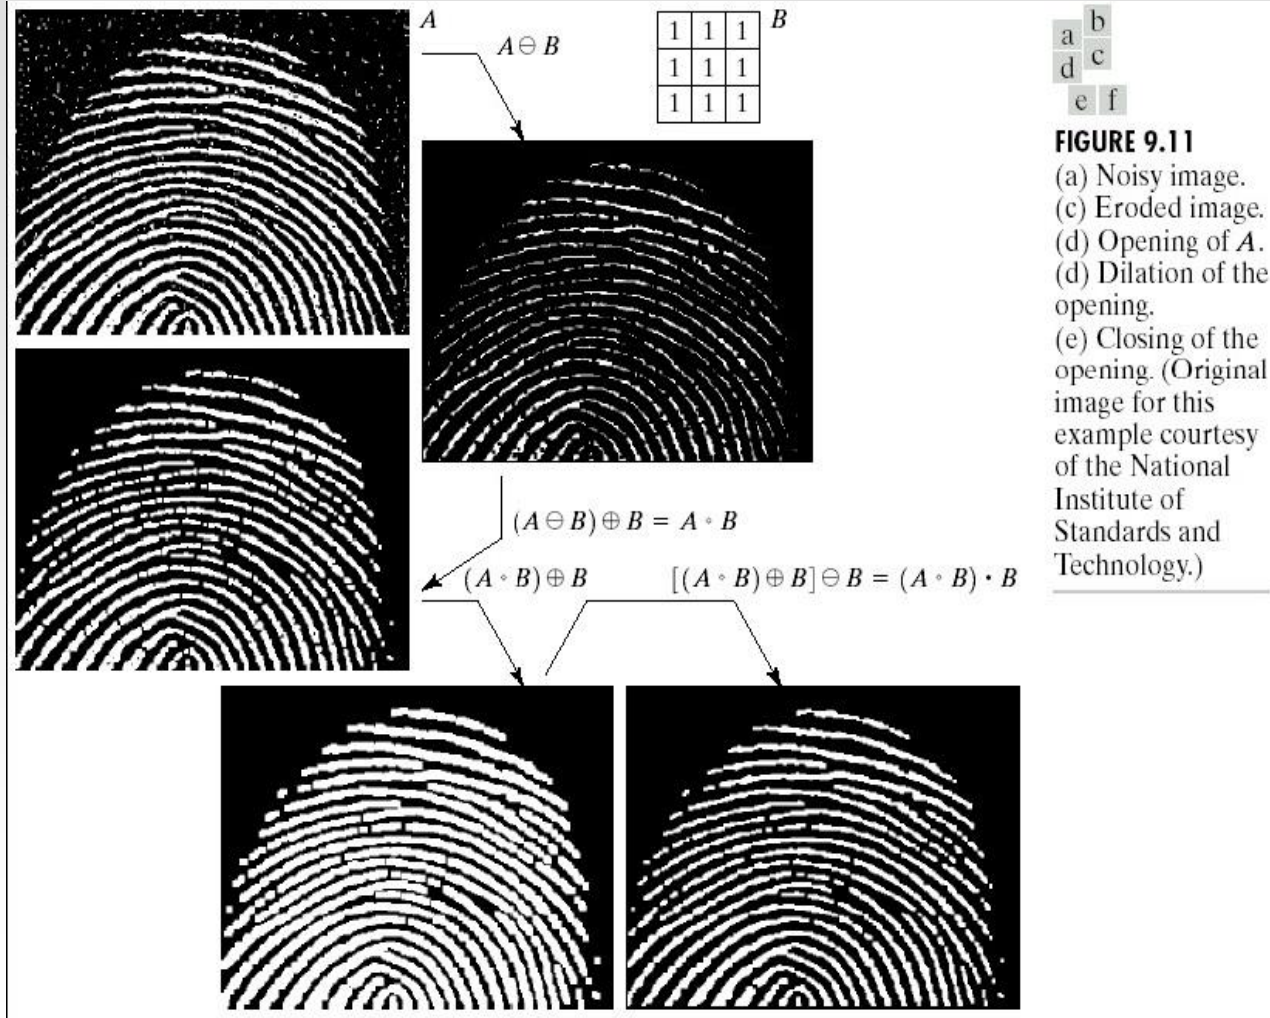 A
A ⊖ B
1 1 1
1 1 1
1 1 1
B
(A ⊖ B) ⊕ B = A ∘ B
(A ∘ B) ⊕ B
[(A ∘ B) ⊕ B] ⊖ B = (A ∘ B) • B
a b
d c
e f
FIGURE 9.11
(a) Noisy image.
(c) Eroded image.
(d) Opening of A.
(d) Dilation of the
opening.
(e) Closing of the
opening. (Original
image for this
example courtesy
of the National
Institute of
Standards and
Technology.)